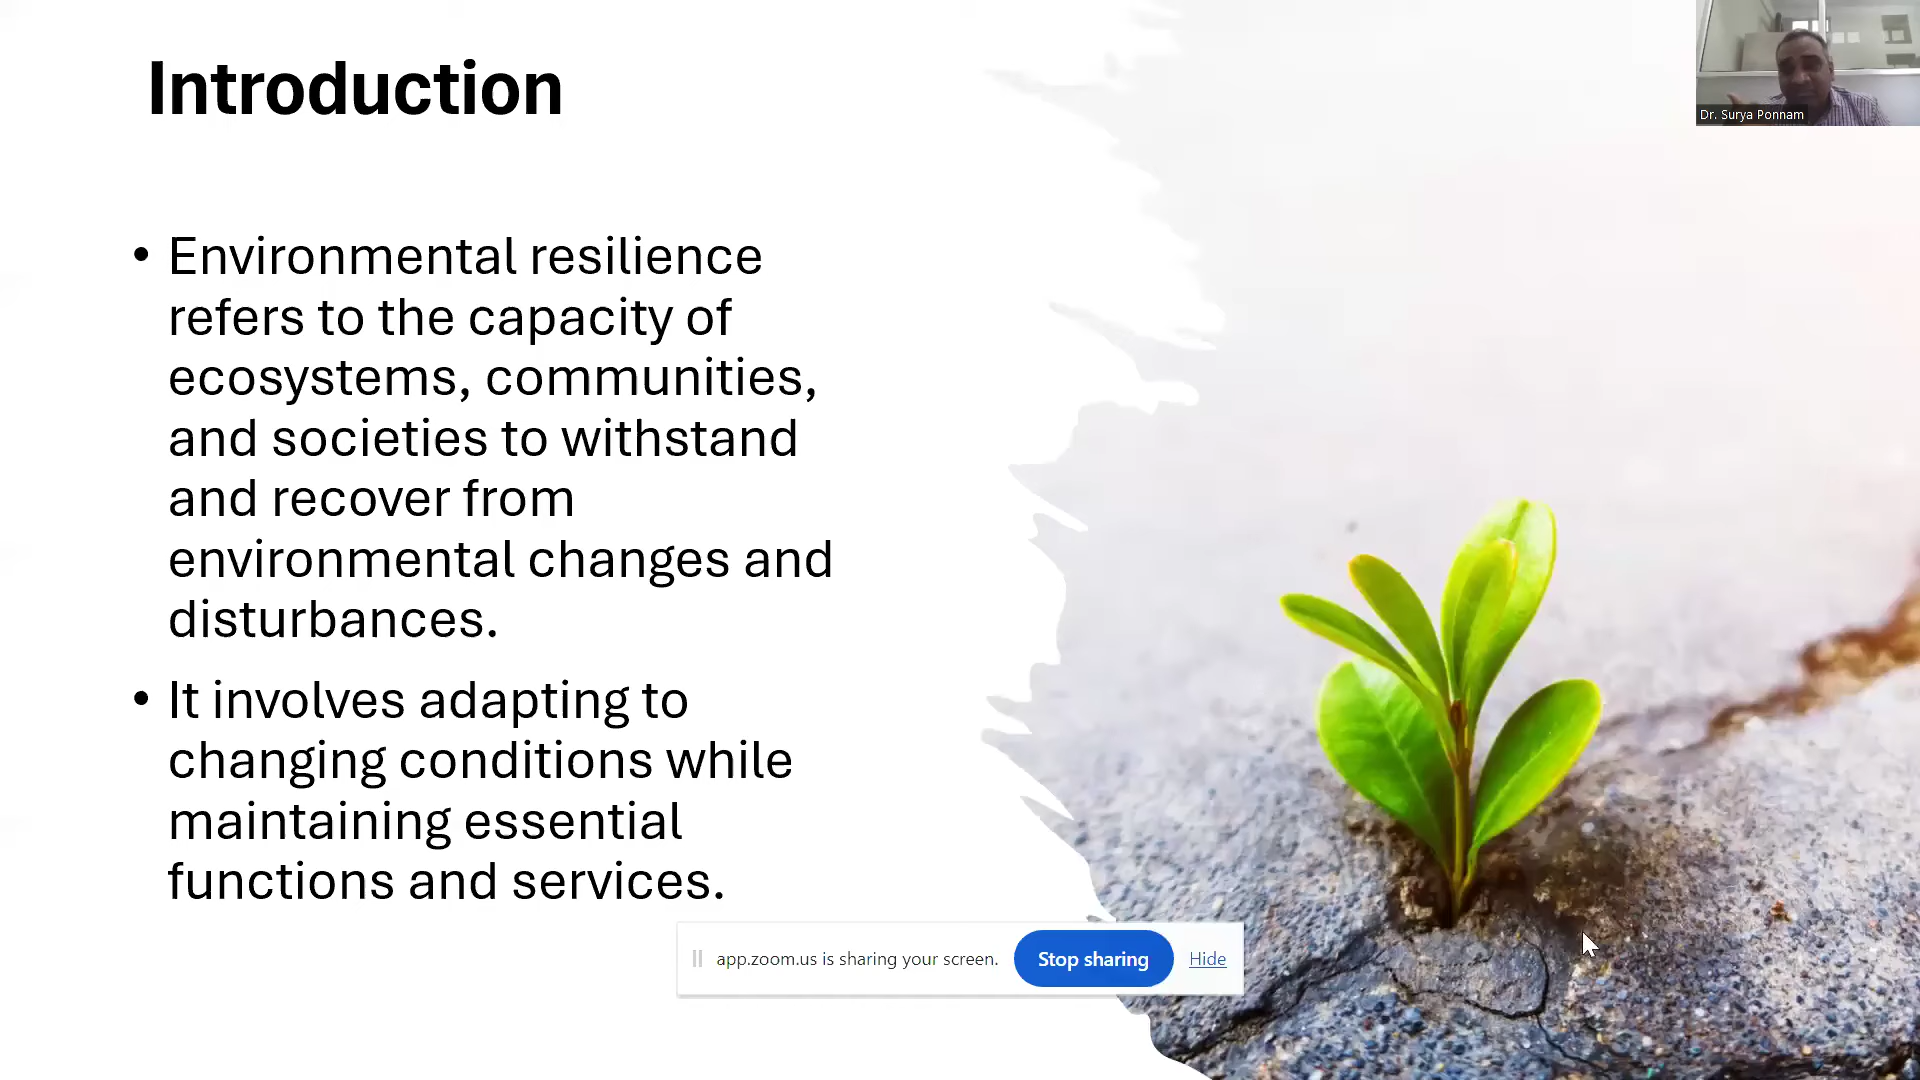 Introduction
Dr. Surya Ponnam
• Environmental resilience
refers to the capacity of
ecosystems, communities,
and societies to withstand
and recover from
environmental changes and
disturbances.
• It involves adapting to
changing conditions while
maintaining essential
functions and services.
app.zoom.us is sharing your screen. Stop sharing Hide